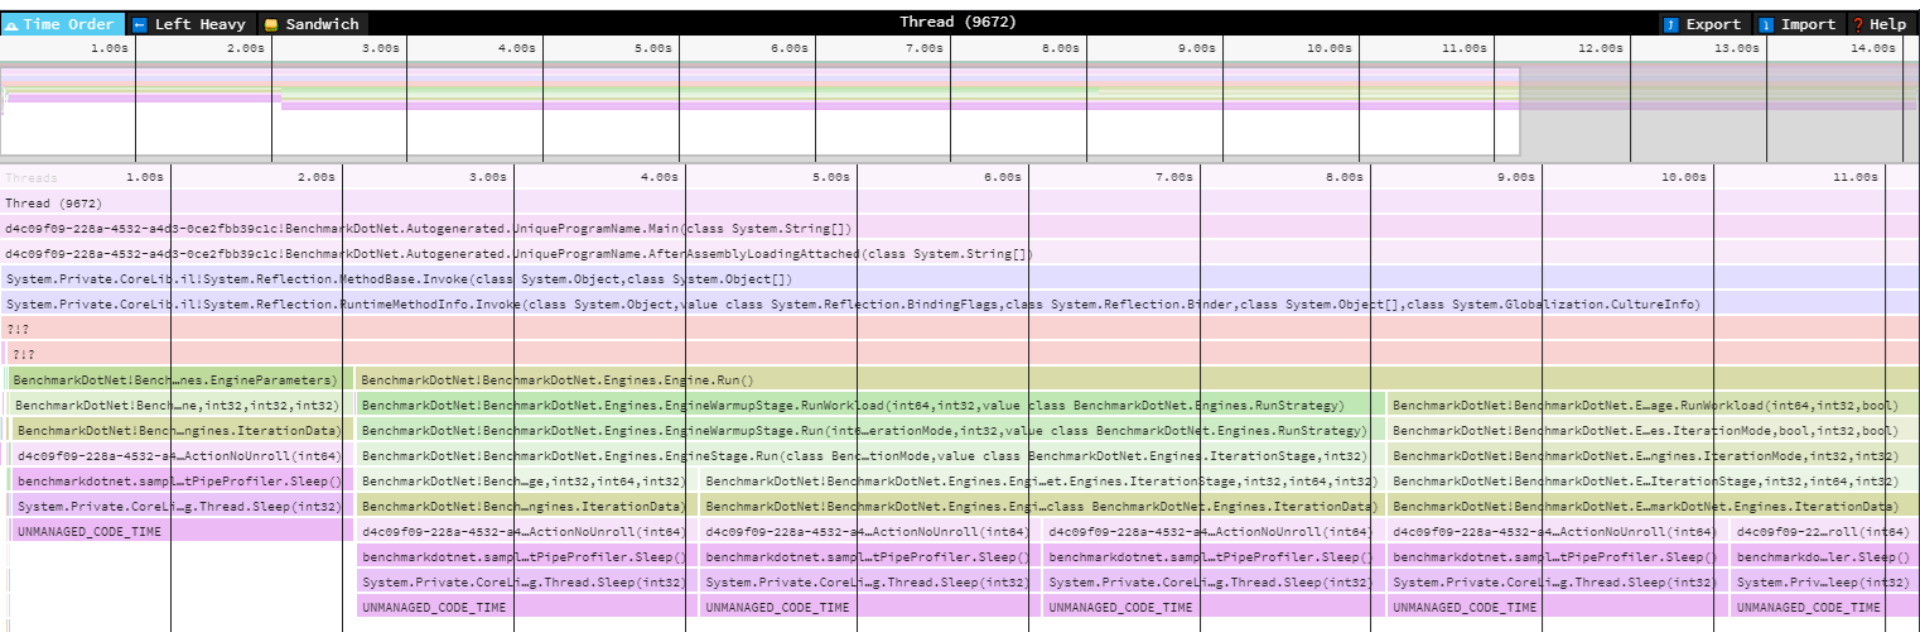 Time Order Left Heavy Sandwich Thread (9672) Export Import Help
1.00s 2.00s 3.00s 4.00s 5.00s 6.00s 7.00s 8.00s 9.00s 10.00s 11.00s 12.00s 13.00s 14.00s
Threads 1.00s 2.00s 3.00s 4.00s 5.00s 6.00s 7.00s 8.00s 9.00s 10.00s 11.00s
Thread (9672)
d4c09f09-228a-4532-a4d3-0ce2fbb39c1c!BenchmarkDotNet.Autogenerated.UniqueProgramName.Main(class System.String[])
d4c09f09-228a-4532-a4d3-0ce2fbb39c1c!BenchmarkDotNet.Autogenerated.UniqueProgramName.AfterAssemblyLoadingAttached(class System.String[])
System.Private.CoreLib.il!System.Reflection.MethodBase.Invoke(class System.Object,class System.Object[])
System.Private.CoreLib.il!System.Reflection.RuntimeMethodInfo.Invoke(class System.Object,value class System.Reflection.BindingFlags,class System.Reflection.Binder,class System.Object[],class System.Globalization.CultureInfo)
?!?
?!?
BenchmarkDotNet!Bench…nes.EngineParameters) BenchmarkDotNet!BenchmarkDotNet.Engines.Engine.Run()
BenchmarkDotNet!Bench…ne,int32,int32,int32) BenchmarkDotNet!BenchmarkDotNet.Engines.EngineWarmupStage.RunWorkload(int64,int32,value class BenchmarkDotNet.Engines.RunStrategy) BenchmarkDotNet!BenchmarkDotNet.E…age.RunWorkload(int64,int32,bool)
BenchmarkDotNet!Bench…ngines.IterationData) BenchmarkDotNet!BenchmarkDotNet.Engines.EngineWarmupStage.Run(int6…erationMode,int32,value class BenchmarkDotNet.Engines.RunStrategy) BenchmarkDotNet!BenchmarkDotNet.E…es.IterationMode,bool,int32,bool)
d4c09f09-228a-4532-a4…ActionNoUnroll(int64) BenchmarkDotNet!BenchmarkDotNet.Engines.EngineStage.Run(class Benc…tionMode,value class BenchmarkDotNet.Engines.IterationStage,int32) BenchmarkDotNet!BenchmarkDotNet.E…ngines.IterationMode,int32,int32)
benchmarkdotnet.sampl…tPipeProfiler.Sleep() BenchmarkDotNet!Bench…ge,int32,int64,int32) BenchmarkDotNet!BenchmarkDotNet.Engines.Engi…et.Engines.IterationStage,int32,int64,int32) BenchmarkDotNet!BenchmarkDotNet.E…IterationStage,int32,int64,int32)
System.Private.CoreLi…g.Thread.Sleep(int32) BenchmarkDotNet!Bench…ngines.IterationData) BenchmarkDotNet!BenchmarkDotNet.Engines.Engi…class BenchmarkDotNet.Engines.IterationData) BenchmarkDotNet!BenchmarkDotNet.E…markDotNet.Engines.IterationData)
UNMANAGED_CODE_TIME d4c09f09-228a-4532-a4…ActionNoUnroll(int64) d4c09f09-228a-4532-a4…ActionNoUnroll(int64) d4c09f09-228a-4532-a4…ActionNoUnroll(int64) d4c09f09-228a-4532-a4…ActionNoUnroll(int64) d4c09f09-22…roll(int64)
benchmarkdotnet.sampl…tPipeProfiler.Sleep() benchmarkdotnet.sampl…tPipeProfiler.Sleep() benchmarkdotnet.sampl…tPipeProfiler.Sleep() benchmarkdotnet.sampl…tPipeProfiler.Sleep() benchmarkdo…ler.Sleep()
System.Private.CoreLi…g.Thread.Sleep(int32) System.Private.CoreLi…g.Thread.Sleep(int32) System.Private.CoreLi…g.Thread.Sleep(int32) System.Private.CoreLi…g.Thread.Sleep(int32) System.Priv…leep(int32)
UNMANAGED_CODE_TIME UNMANAGED_CODE_TIME UNMANAGED_CODE_TIME UNMANAGED_CODE_TIME UNMANAGED_CODE_TIME